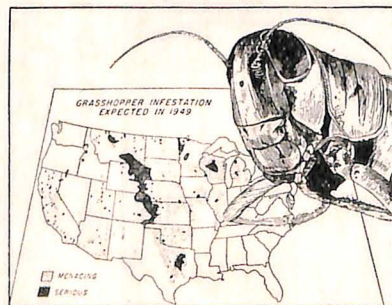 GRASSHOPPER INFESTATION
EXPECTED IN 1949
MENACING
SERIOUS